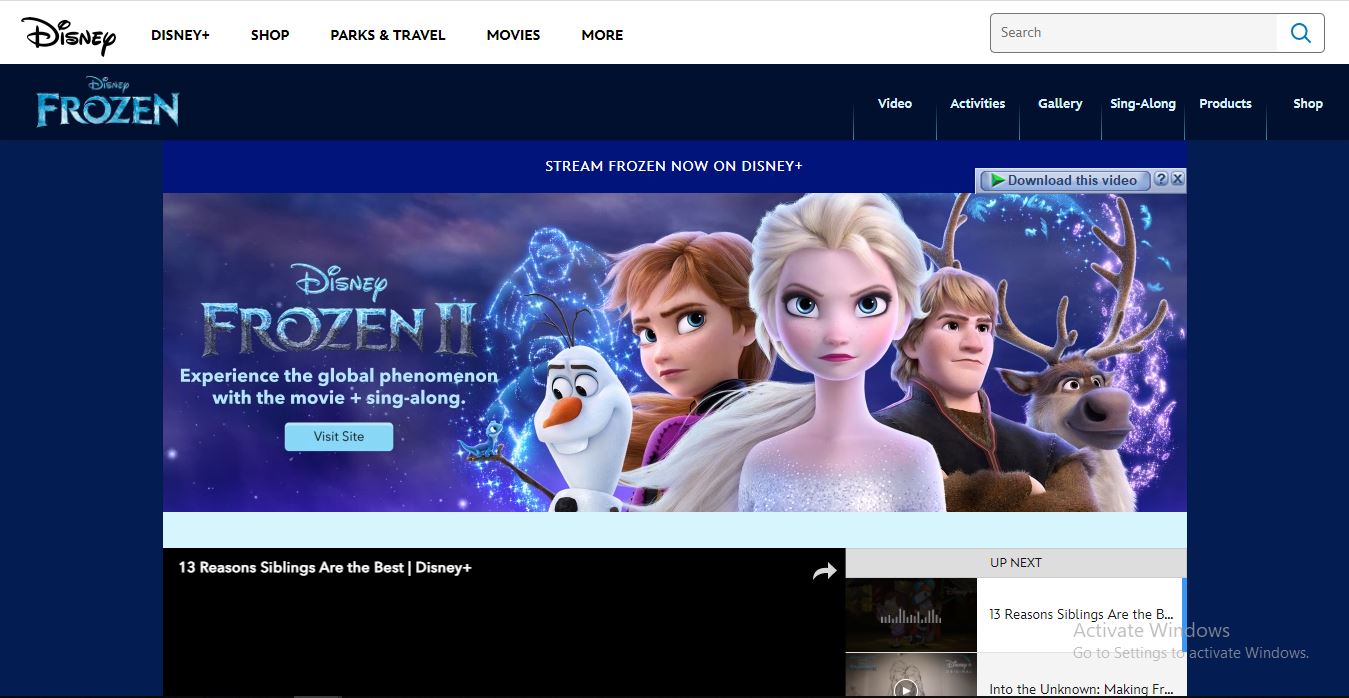 Disney
DISNEY+
SHOP
PARKS & TRAVEL
MOVIES
MORE
Search
Disney
FROZEN
Video
Activities
Gallery
Sing-Along
Products
Shop
STREAM FROZEN NOW ON DISNEY+
Download this video
?
X
Disney
FROZEN II
Experience the global phenomenon
with the movie + sing-along.
Visit Site
13 Reasons Siblings Are the Best | Disney+
UP NEXT
13 Reasons Siblings Are the B...
Activate Windows
Go to Settings to activate Windows.
Into the Unknown: Making Fr...